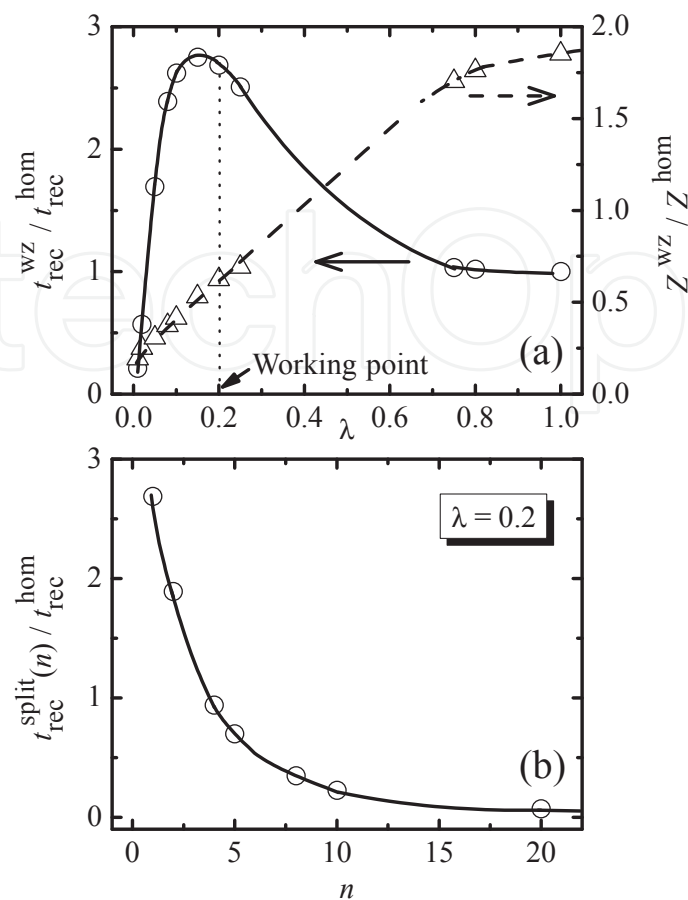 3
2
1
0
t_rec^wz / t_rec^hom
2.0
1.5
1.0
0.5
0.0
Z^wz / Z^hom
Working point
(a)
0.0 0.2 0.4 0.6 0.8 1.0
λ
3
2
1
0
t_rec^split(n) / t_rec^hom
λ = 0.2
(b)
0 5 10 15 20
n
techOp